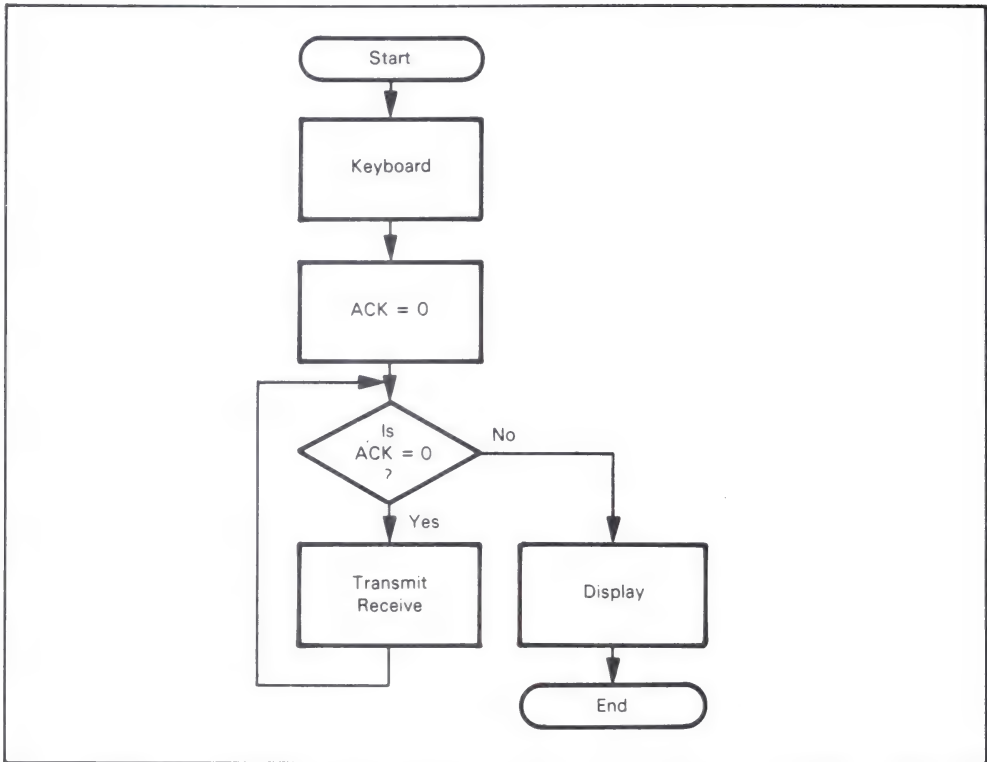 Start
Keyboard
ACK = 0
Is
ACK = 0
?
No
Yes
Transmit
Receive
Display
End